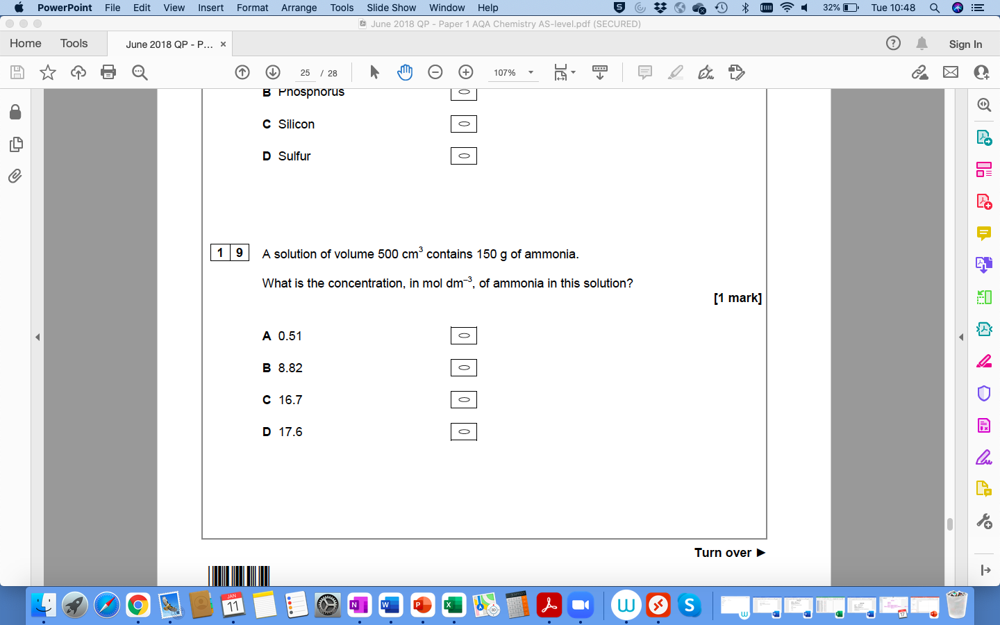 PowerPoint File Edit View Insert Format Arrange Tools Slide Show Window Help 32% Tue 10:48
June 2018 QP - Paper 1 AQA Chemistry AS-level.pdf (SECURED)
Home Tools June 2018 QP - P... × Sign In
25 / 28 107%
B Phosphorus
C Silicon
D Sulfur
1 9 A solution of volume 500 cm³ contains 150 g of ammonia.
What is the concentration, in mol dm⁻³, of ammonia in this solution?
[1 mark]
A 0.51
B 8.82
C 16.7
D 17.6
Turn over ►
JAN
11